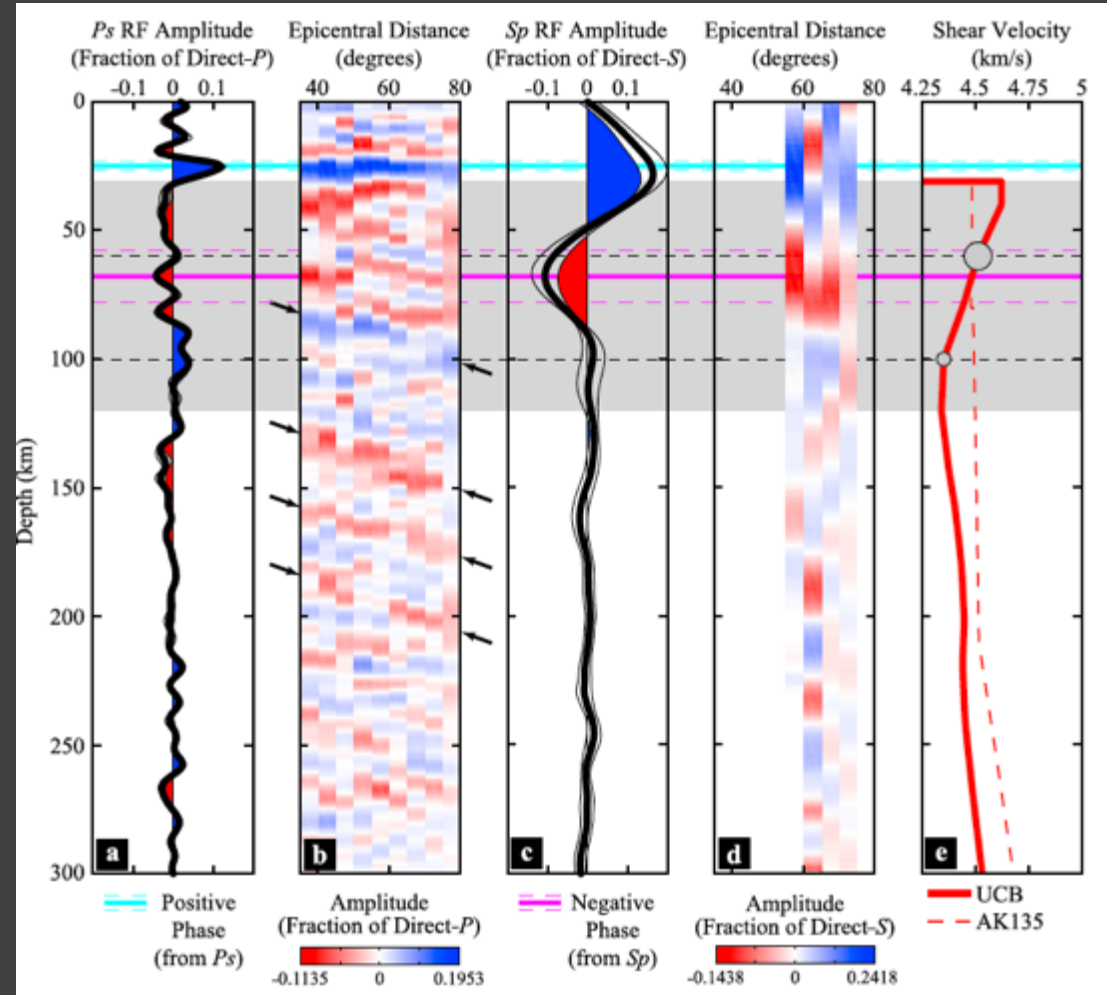 Ps RF Amplitude
(Fraction of Direct-P)
-0.1 0 0.1
Epicentral Distance
(degrees)
40 60 80
Sp RF Amplitude
(Fraction of Direct-S)
-0.1 0 0.1
Epicentral Distance
(degrees)
40 60 80
Shear Velocity
(km/s)
4.25 4.5 4.75 5
Depth (km)
0
50
100
150
200
250
300
a
b
c
d
e
Positive
Phase
(from Ps)
Amplitude
(Fraction of Direct-P)
-0.1135 0 0.1953
Negative
Phase
(from Sp)
Amplitude
(Fraction of Direct-S)
-0.1438 0 0.2418
UCB
AK135